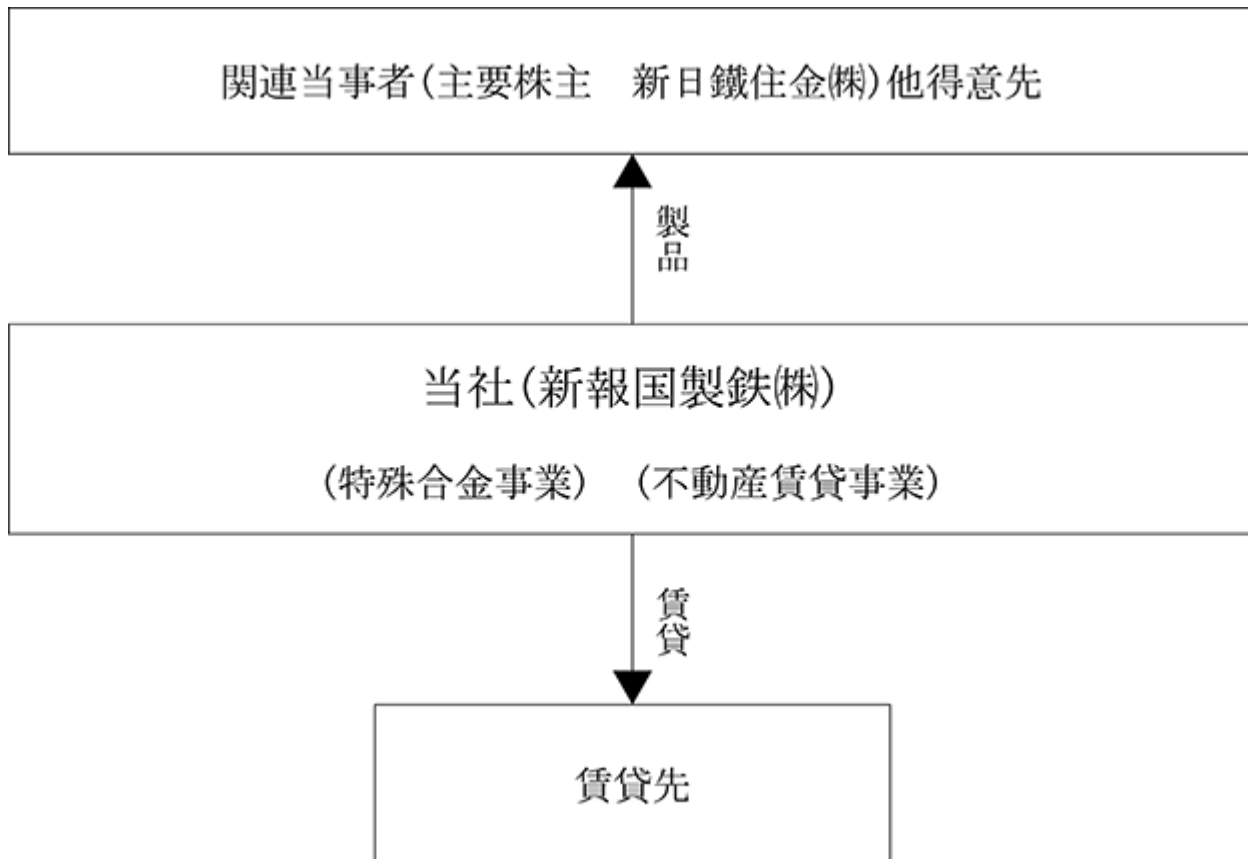 関連当事者(主要株主　新日鐵住金㈱)他得意先
製品
当社(新報国製鉄㈱)
(特殊合金事業)　(不動産賃貸事業)
賃貸
賃貸先